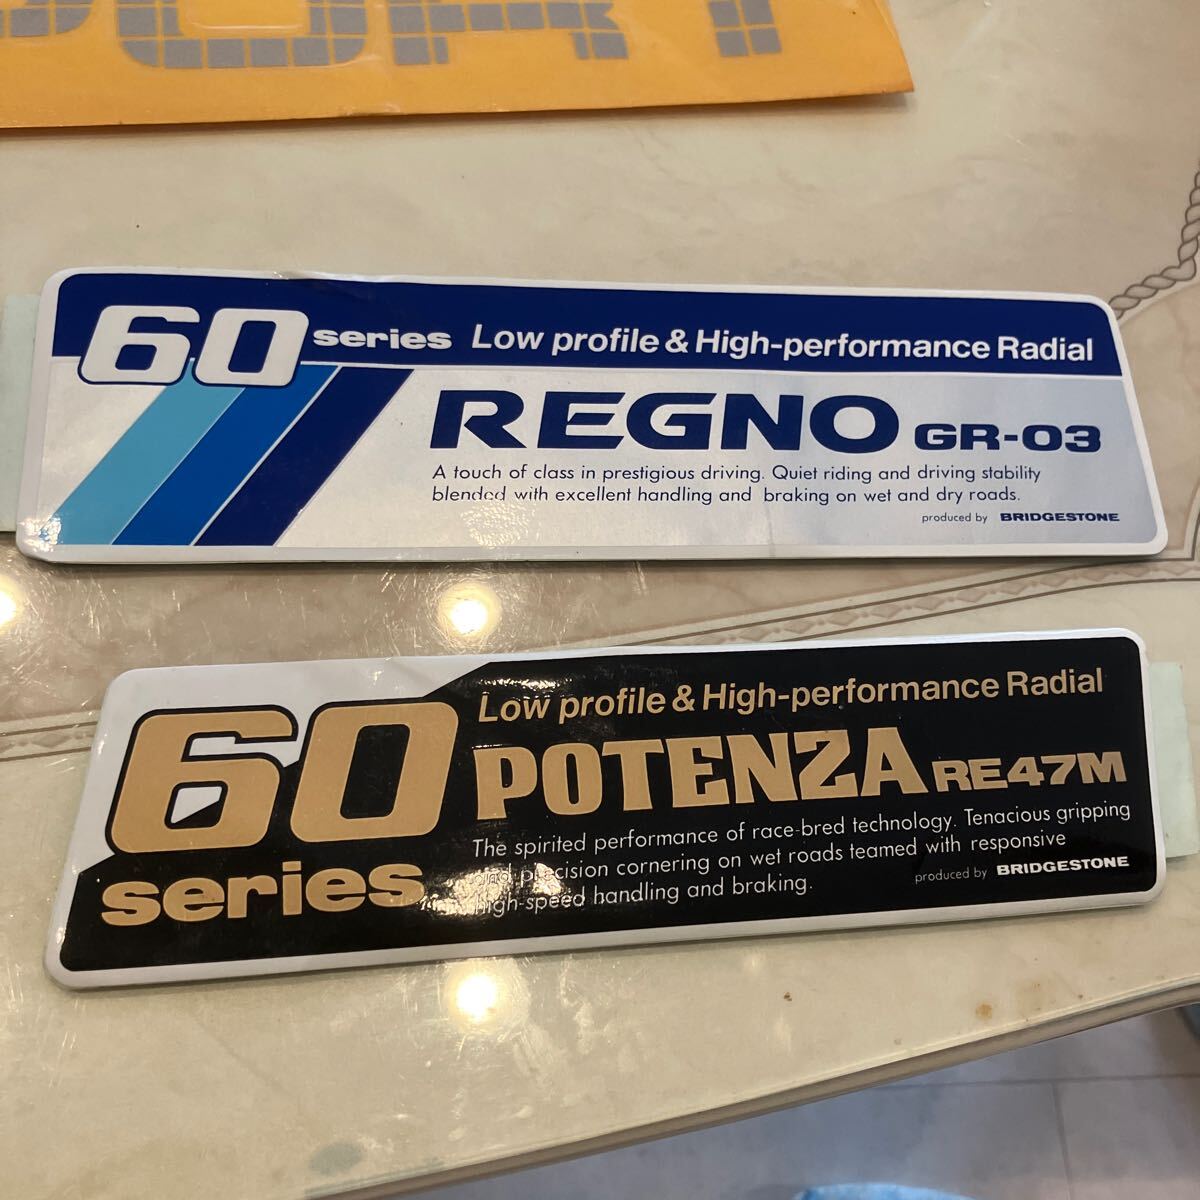 PORT
60 series Low profile & High-performance Radial
REGNO GR-03
A touch of class in prestigious driving. Quiet riding and driving stability
blended with excellent handling and braking on wet and dry roads.
produced by BRIDGESTONE
60
series
Low profile & High-performance Radial
POTENZA RE47M
The spirited performance of race-bred technology. Tenacious gripping
and precision cornering on wet roads teamed with responsive
high-speed handling and braking.
produced by BRIDGESTONE